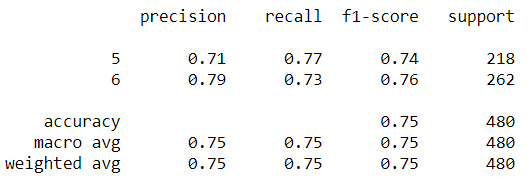 precision recall f1-score support
5 0.71 0.77 0.74 218
6 0.79 0.73 0.76 262
accuracy 0.75 480
macro avg 0.75 0.75 0.75 480
weighted avg 0.75 0.75 0.75 480